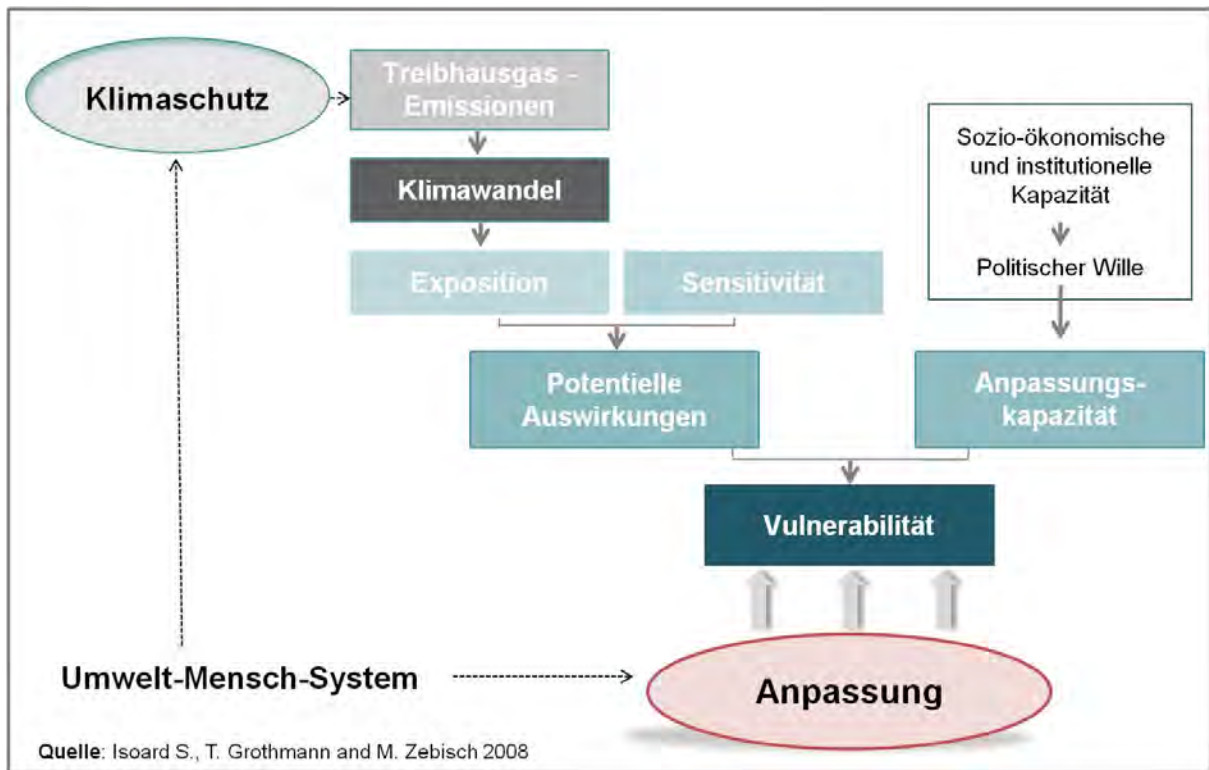 Klimaschutz
Treibhausgas -
Emissionen
Klimawandel
Exposition
Sensitivität
Sozio-ökonomische
und institutionelle
Kapazität
Politischer Wille
Potentielle
Auswirkungen
Anpassungs-
kapazität
Vulnerabilität
Umwelt-Mensch-System
Anpassung
Quelle: Isoard S., T. Grothmann and M. Zebisch 2008